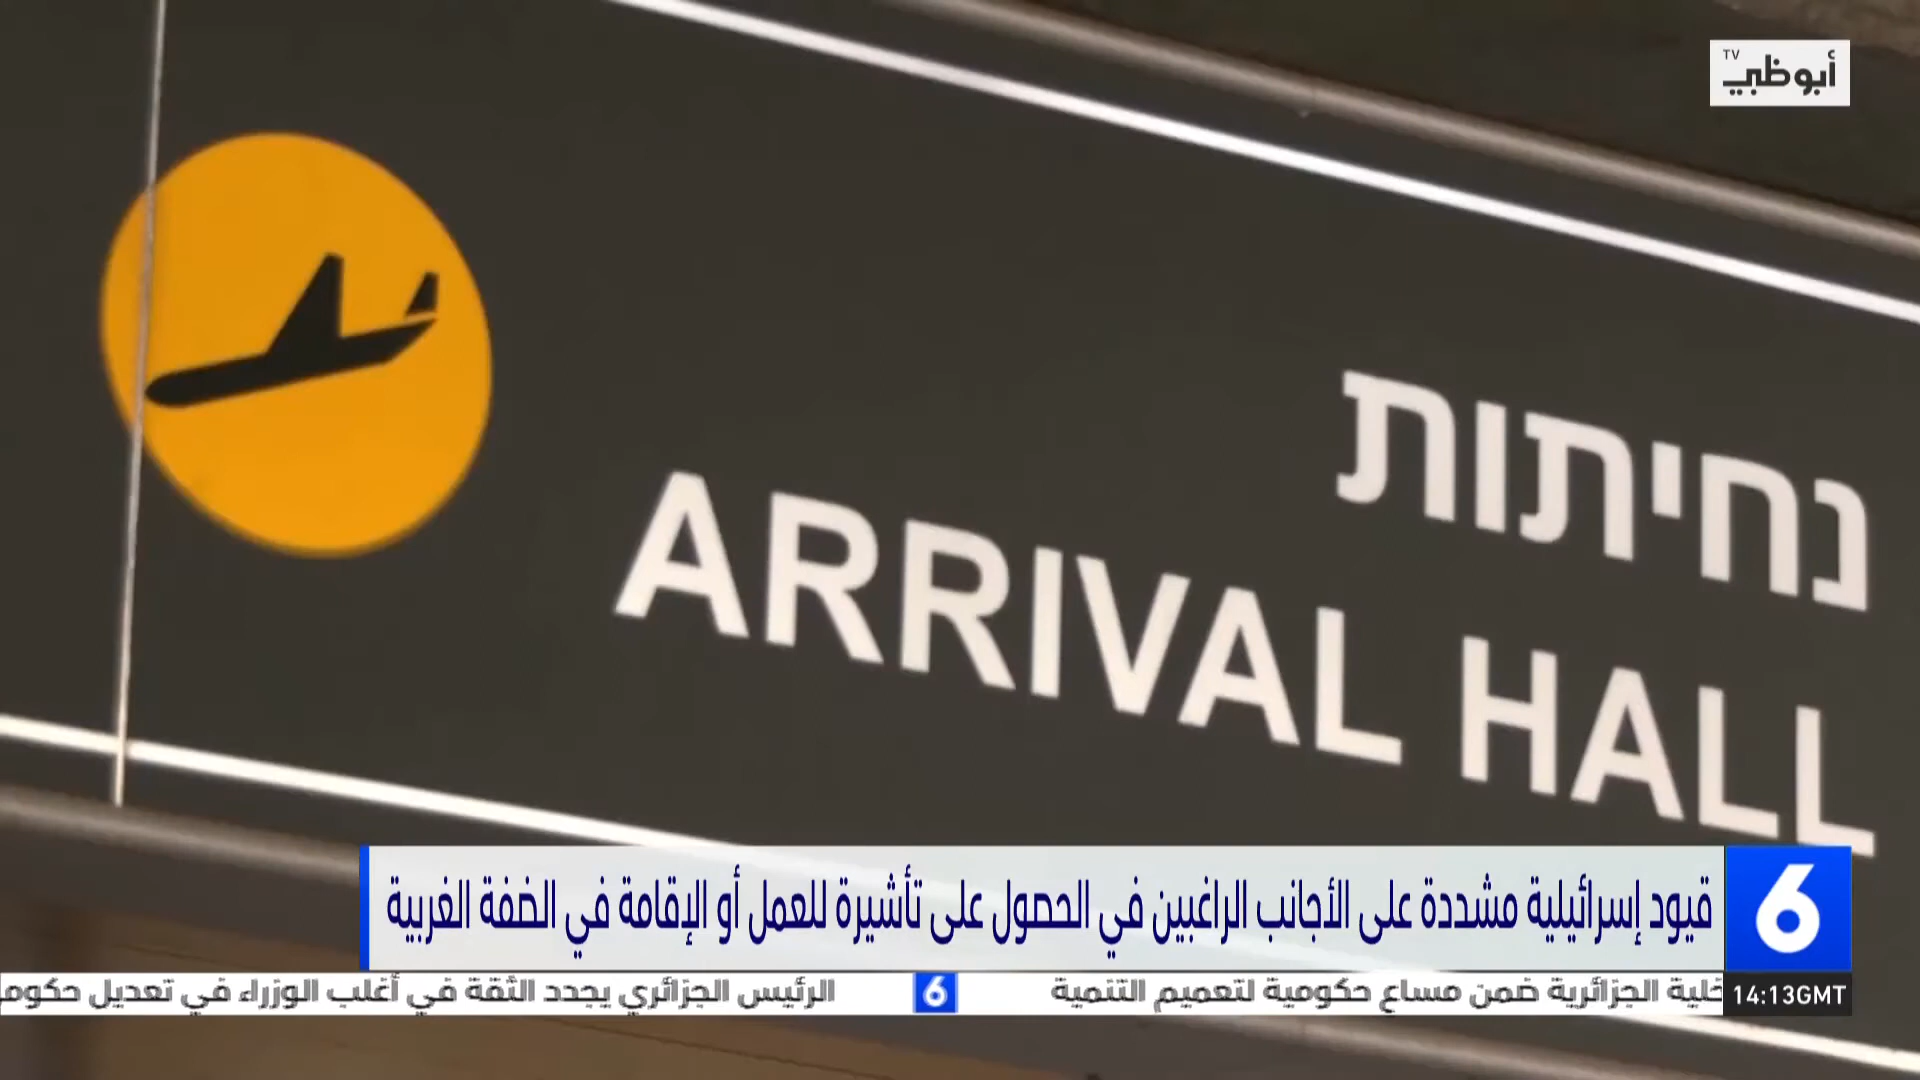 TV
أبوظبي
נחיתות
ARRIVAL HALL
قيود إسرائيلية مشددة على الأجانب الراغبين في الحصول على تأشيرة للعمل أو الإقامة في الضفة الغربية
6
الجزائرية ضمن مساع حكومية لتعميم التنمية 6 الرئيس الجزائري يجدد الثقة في أغلب الوزراء في تعديل
14:13GMT